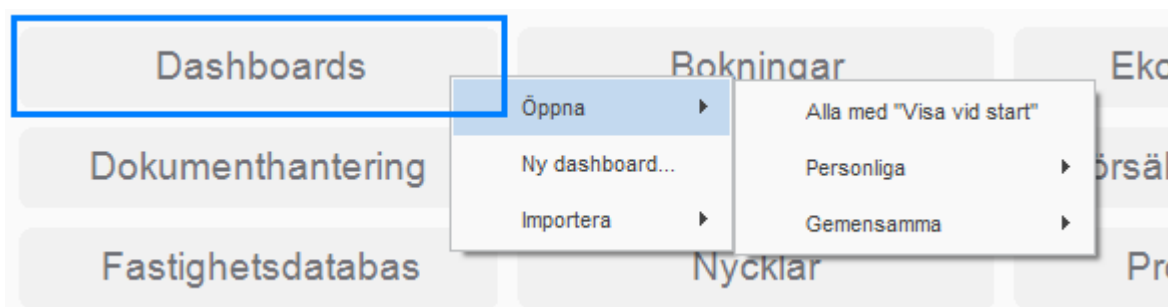 Dashboards
Bokningar
Öppna
Ny dashboard...
Importera
Alla med "Visa vid start"
Personliga
Gemensamma
Dokumenthantering
Fastighetsdatabas
Nycklar